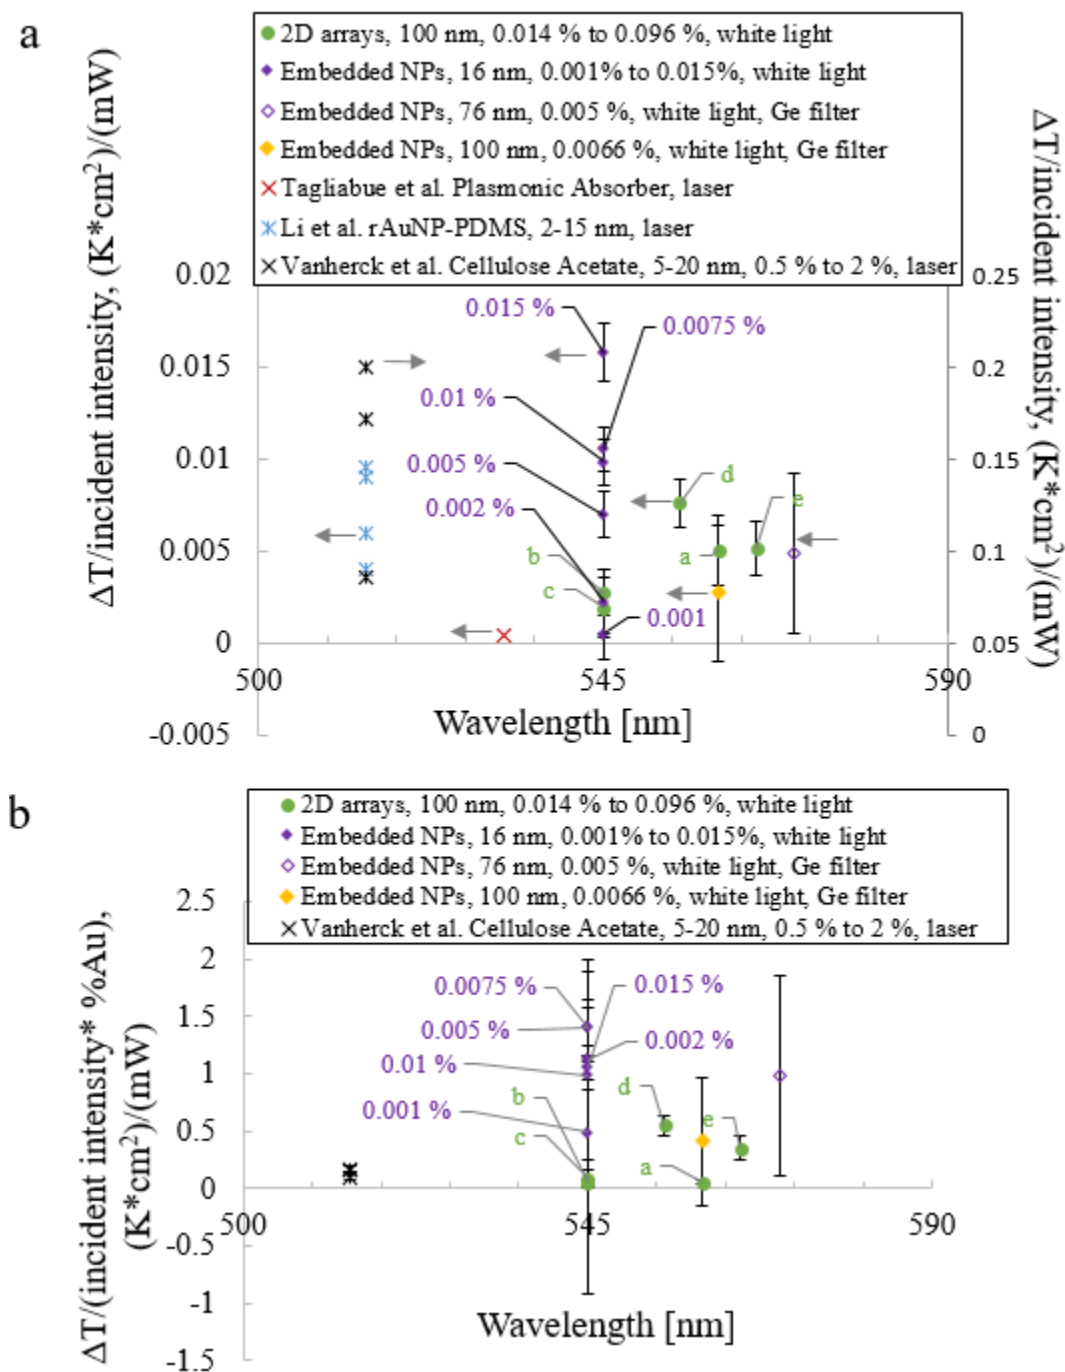 a
2D arrays, 100 nm, 0.014 % to 0.096 %, white light
Embedded NPs, 16 nm, 0.001% to 0.015%, white light
Embedded NPs, 76 nm, 0.005 %, white light, Ge filter
Embedded NPs, 100 nm, 0.0066 %, white light, Ge filter
Tagliabue et al. Plasmonic Absorber, laser
Li et al. rAuNP-PDMS, 2-15 nm, laser
Vanherck et al. Cellulose Acetate, 5-20 nm, 0.5 % to 2 %, laser
ΔT/incident intensity, (K*cm²)/(mW)
ΔT/incident intensity, (K*cm²)/(mW)
0.02
0.015
0.01
0.005
0
-0.005
0.25
0.2
0.15
0.1
0.05
0
0.015 %
0.0075 %
0.01 %
0.005 %
0.002 %
0.001
d
e
b
a
c
500
545
590
Wavelength [nm]
b
2D arrays, 100 nm, 0.014 % to 0.096 %, white light
Embedded NPs, 16 nm, 0.001% to 0.015%, white light
Embedded NPs, 76 nm, 0.005 %, white light, Ge filter
Embedded NPs, 100 nm, 0.0066 %, white light, Ge filter
Vanherck et al. Cellulose Acetate, 5-20 nm, 0.5 % to 2 %, laser
ΔT/(incident intensity* %Au),
(K*cm²)/(mW)
2.5
2
1.5
1
0.5
0
-0.5
-1
-1.5
0.0075 %
0.015 %
0.005 %
0.002 %
0.01 %
0.001 %
b
d
e
c
a
500
545
590
Wavelength [nm]